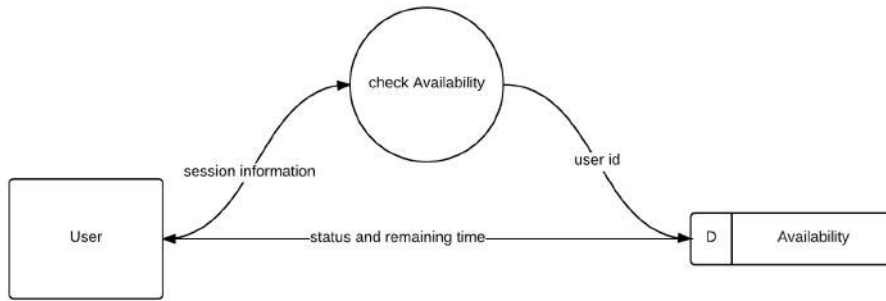 check Availability
session information
user id
User
status and remaining time
D
Availability